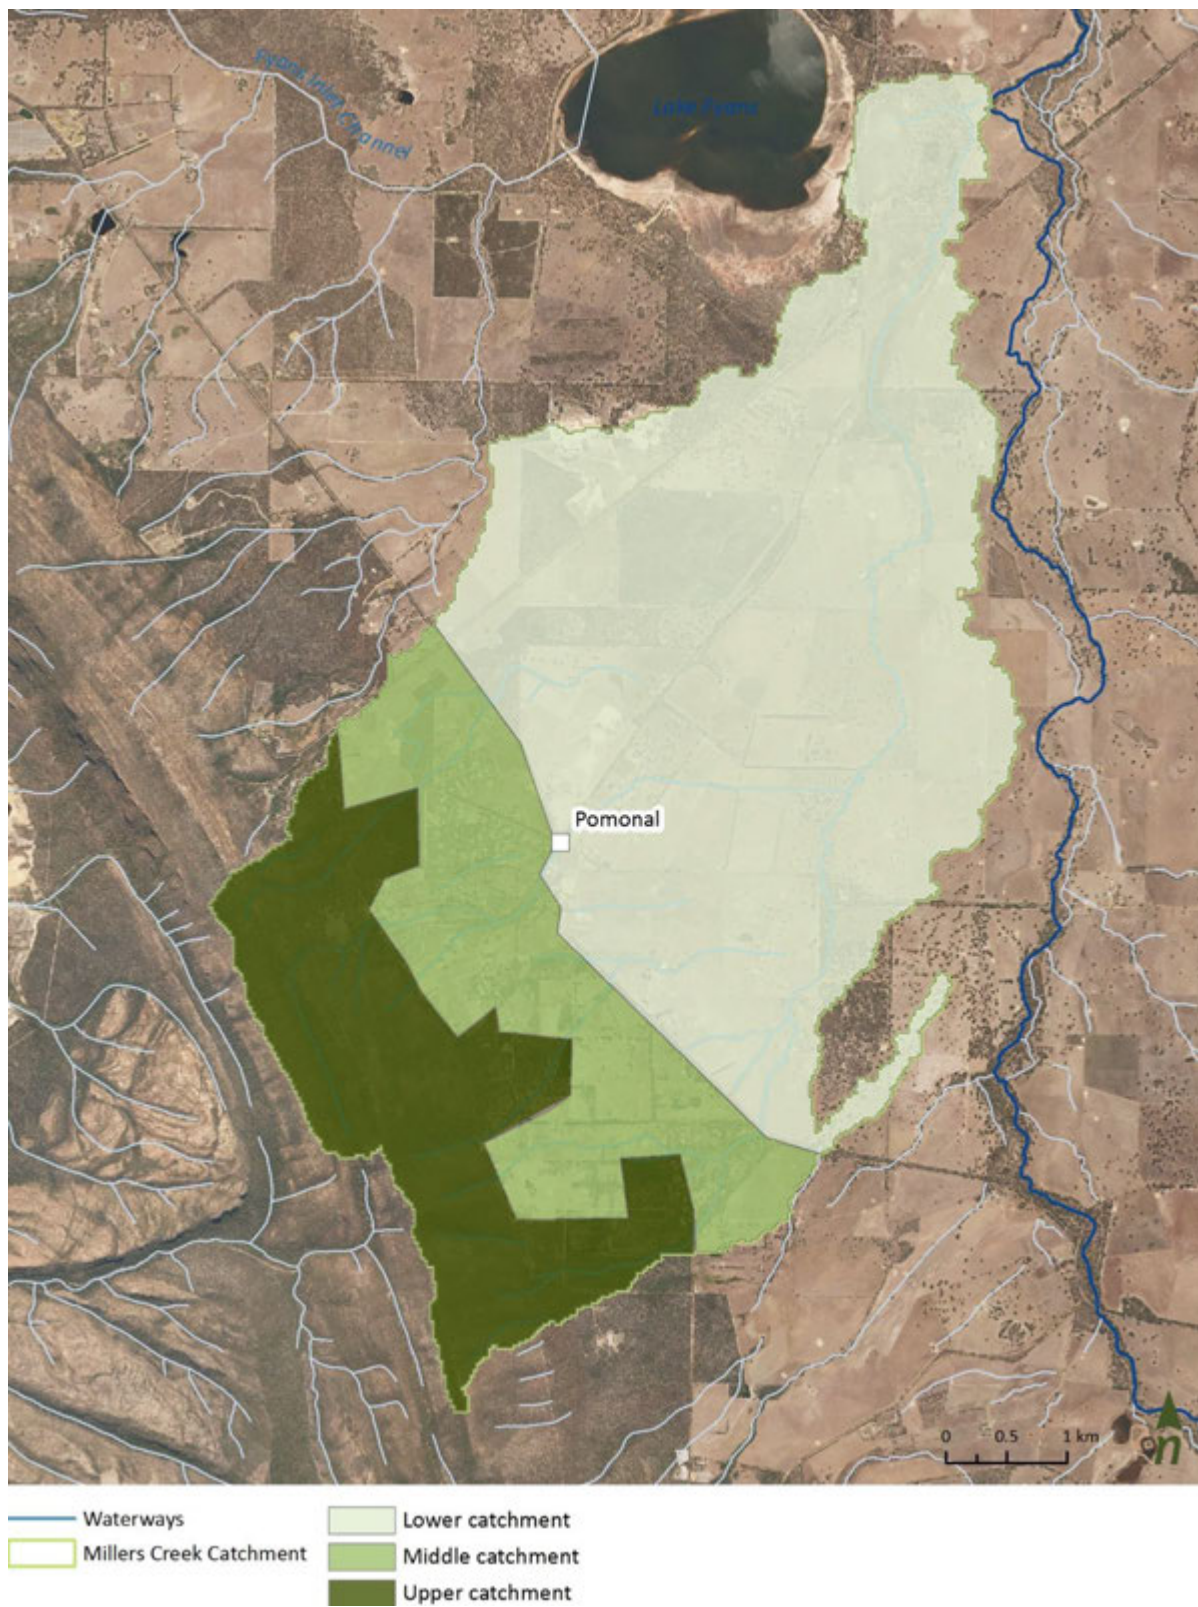 Fyans Inlet Channel
Lake Fyans
Pomonal
0 0.5 1 km
n
Waterways
Millers Creek Catchment
Lower catchment
Middle catchment
Upper catchment